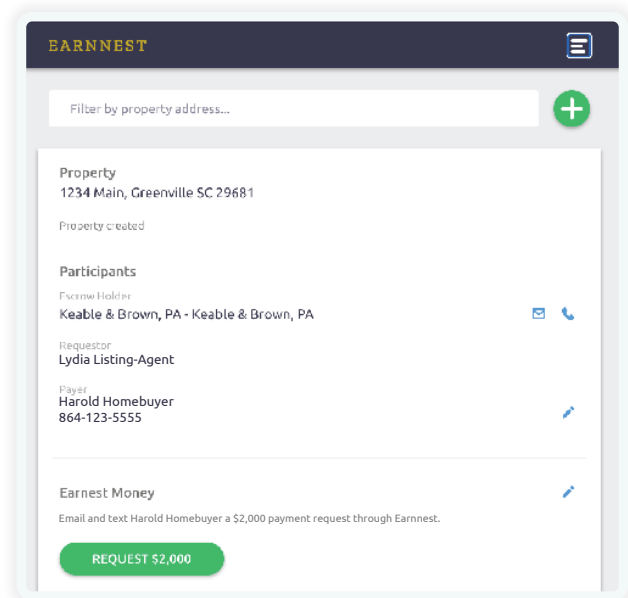 EARNNEST
Filter by property address...
Property
1234 Main, Greenville SC 29681
Property created
Participants
Escrow Holder
Keable & Brown, PA - Keable & Brown, PA
Requestor
Lydia Listing-Agent
Payer
Harold Homebuyer
864-123-5555
Earnest Money
Email and text Harold Homebuyer a $2,000 payment request through Earnnest.
REQUEST $2,000